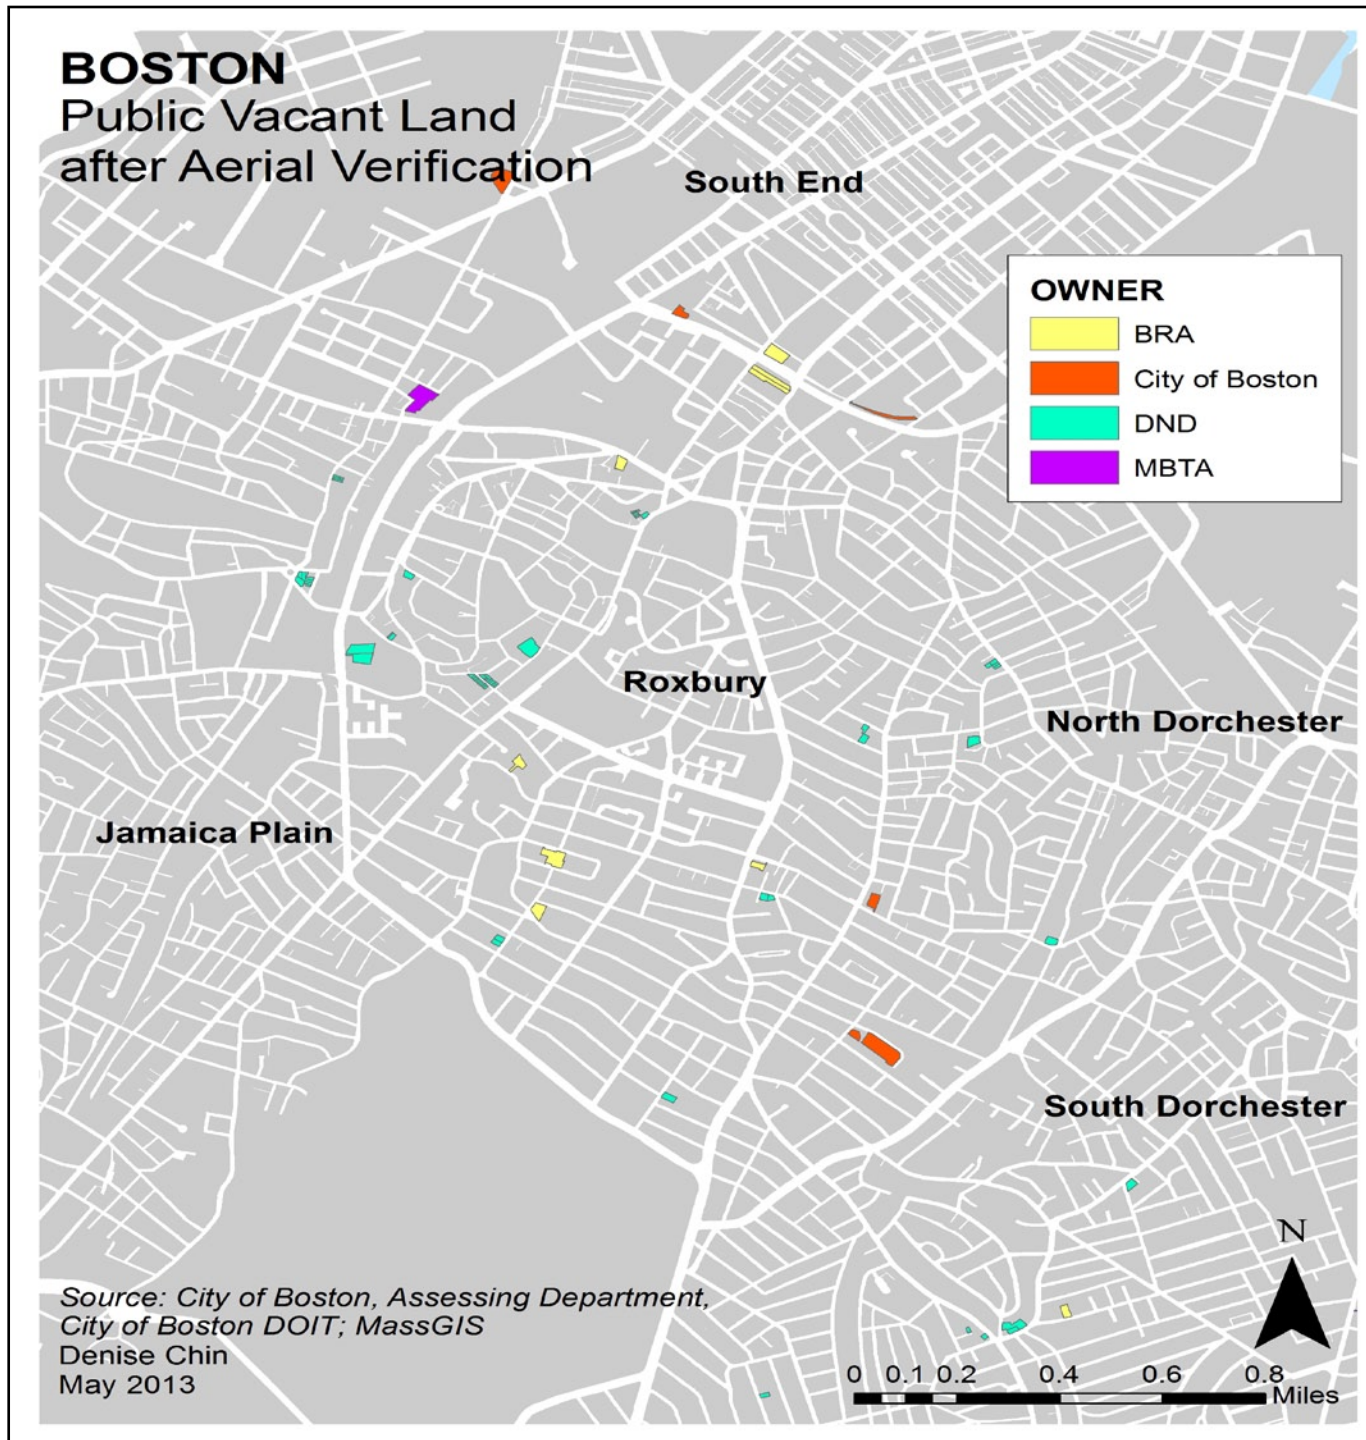 BOSTON
Public Vacant Land
after Aerial Verification
South End
OWNER
BRA
City of Boston
DND
MBTA
Roxbury
North Dorchester
Jamaica Plain
South Dorchester
N
Source: City of Boston, Assessing Department,
City of Boston DOIT; MassGIS
Denise Chin
May 2013
0 0.1 0.2 0.4 0.6 0.8
Miles